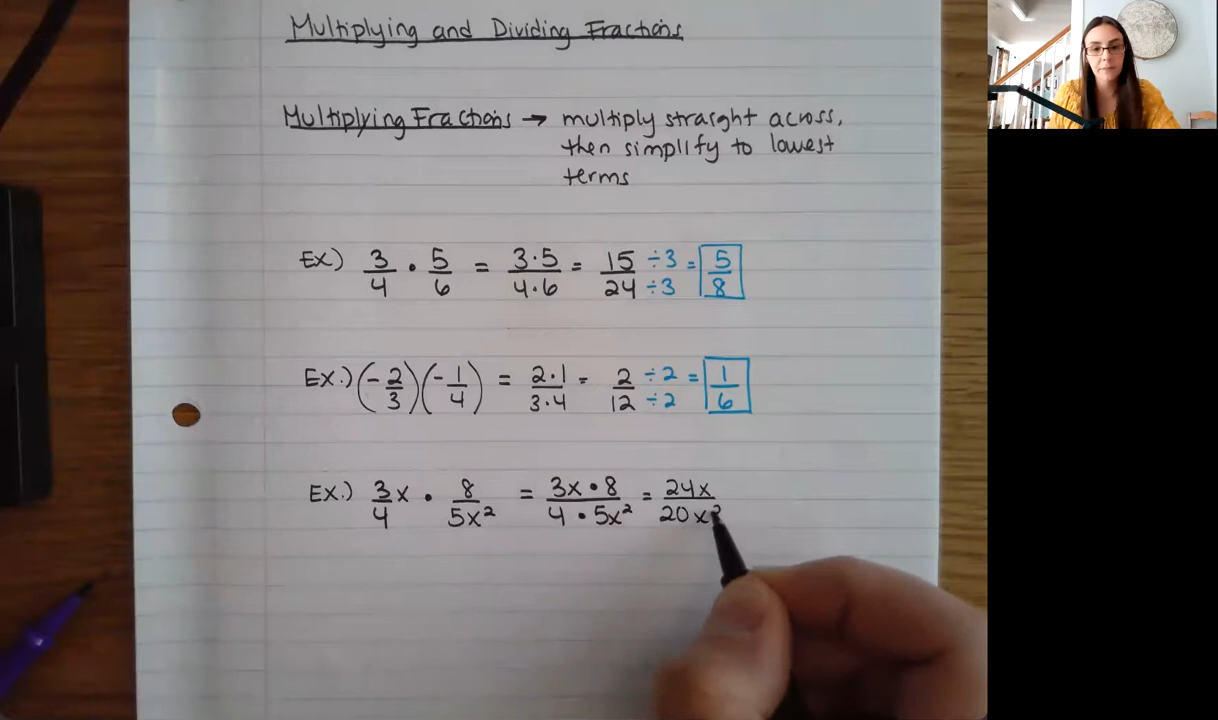 Multiplying and Dividing Fractions
Multiplying Fractions → multiply straight across,
then simplify to lowest
terms
Ex.) 3/4 • 5/6 = 3·5/4·6 = 15/24 ÷3/÷3 = 5/8
Ex.) (-2/3)(-1/4) = 2·1/3·4 = 2/12 ÷2/÷2 = 1/6
Ex.) 3/4 x • 8/5x² = 3x•8/4•5x² = 24x/20x²